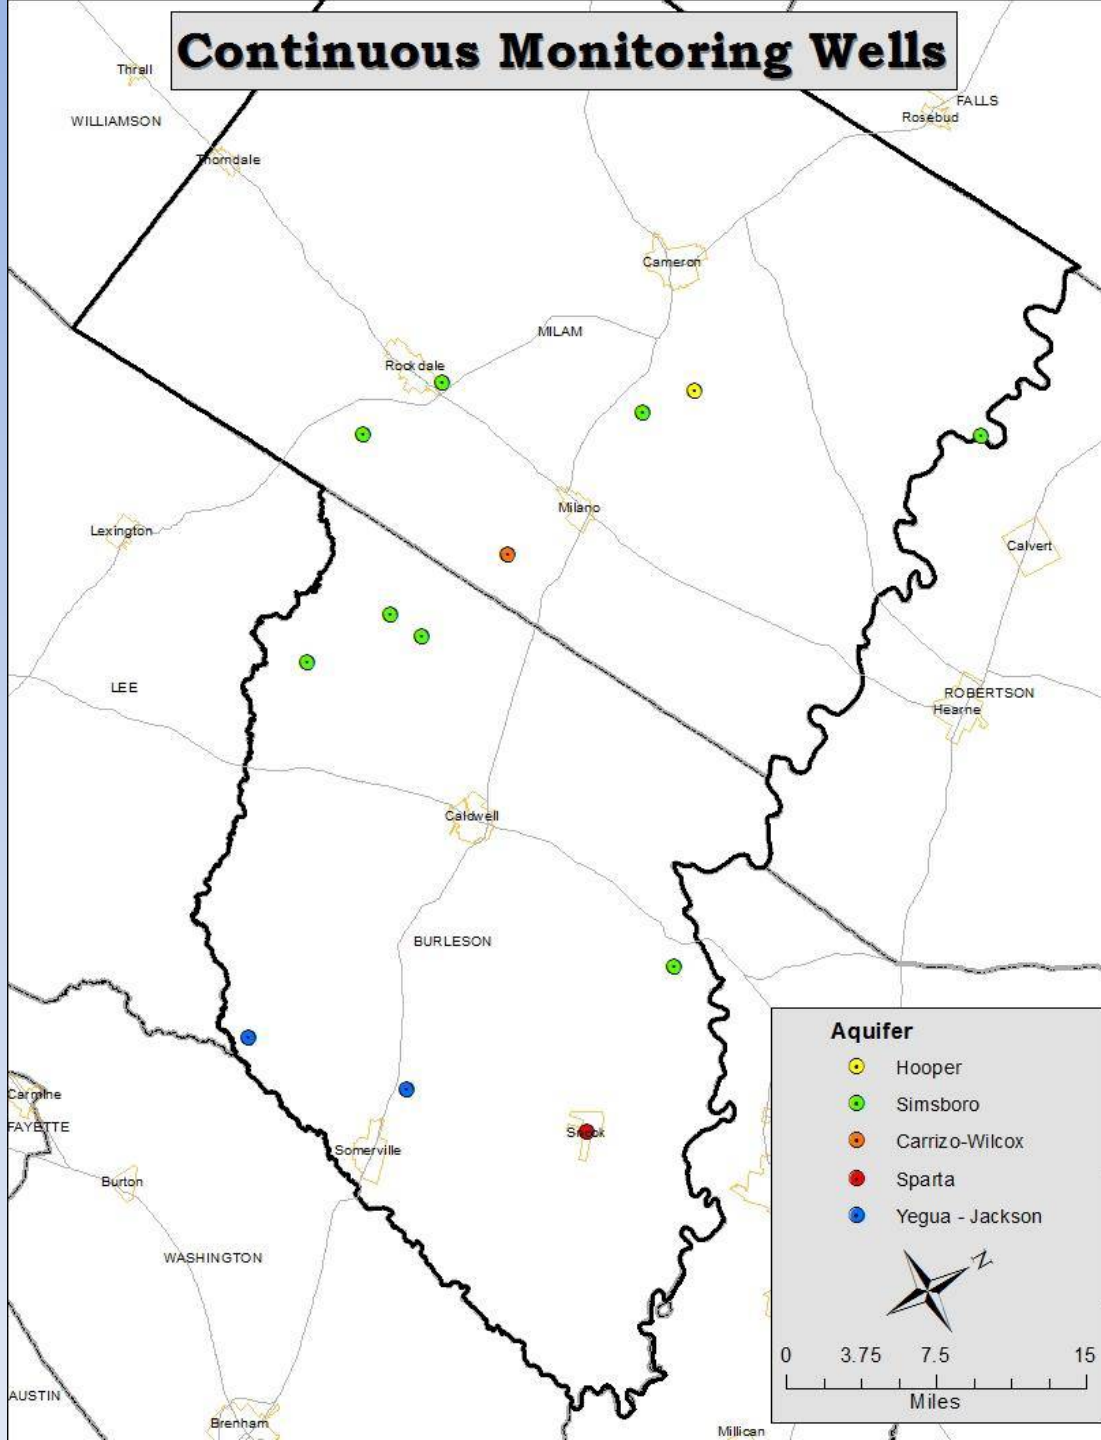 Continuous Monitoring Wells
Thrall
FALLS
Rosebud
WILLIAMSON
Thorndale
Cameron
MILAM
Rockdale
Milano
Lexington
Calvert
LEE
ROBERTSON
Hearne
Caldwell
BURLESON
Carmine
FAYETTE
Snook
Somerville
Burton
WASHINGTON
AUSTIN
Brenham
Millican
Aquifer
Hooper
Simsboro
Carrizo-Wilcox
Sparta
Yegua - Jackson
N
0 3.75 7.5 15
Miles